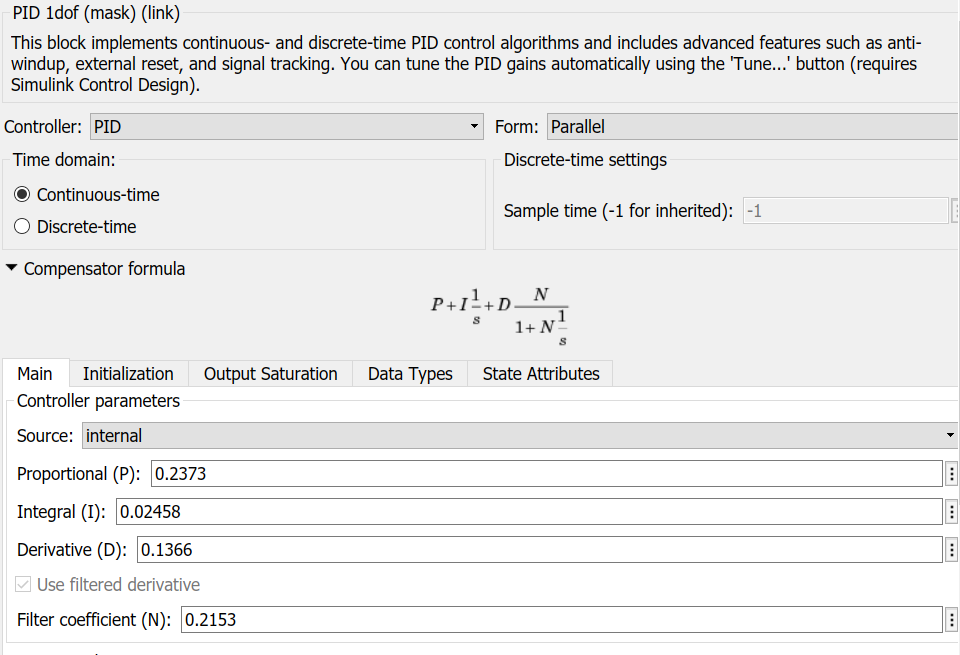 PID 1dof (mask) (link)
This block implements continuous- and discrete-time PID control algorithms and includes advanced features such as anti-
windup, external reset, and signal tracking. You can tune the PID gains automatically using the 'Tune...' button (requires
Simulink Control Design).
Controller: PID Form: Parallel
Time domain: Discrete-time settings
Continuous-time
Sample time (-1 for inherited): -1
Discrete-time
Compensator formula
P + I 1/s + D N/(1 + N 1/s)
Main Initialization Output Saturation Data Types State Attributes
Controller parameters
Source: internal
Proportional (P): 0.2373
Integral (I): 0.02458
Derivative (D): 0.1366
Use filtered derivative
Filter coefficient (N): 0.2153